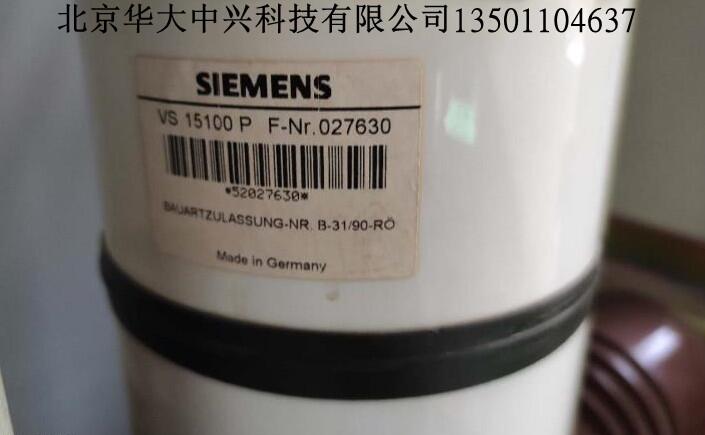 北京华大中兴科技有限公司13501104637
SIEMENS
VS 15100 P F-Nr. 027630
*52027630*
BAUARTZULASSUNG-NR. B-31/90-RÖ
Made in Germany